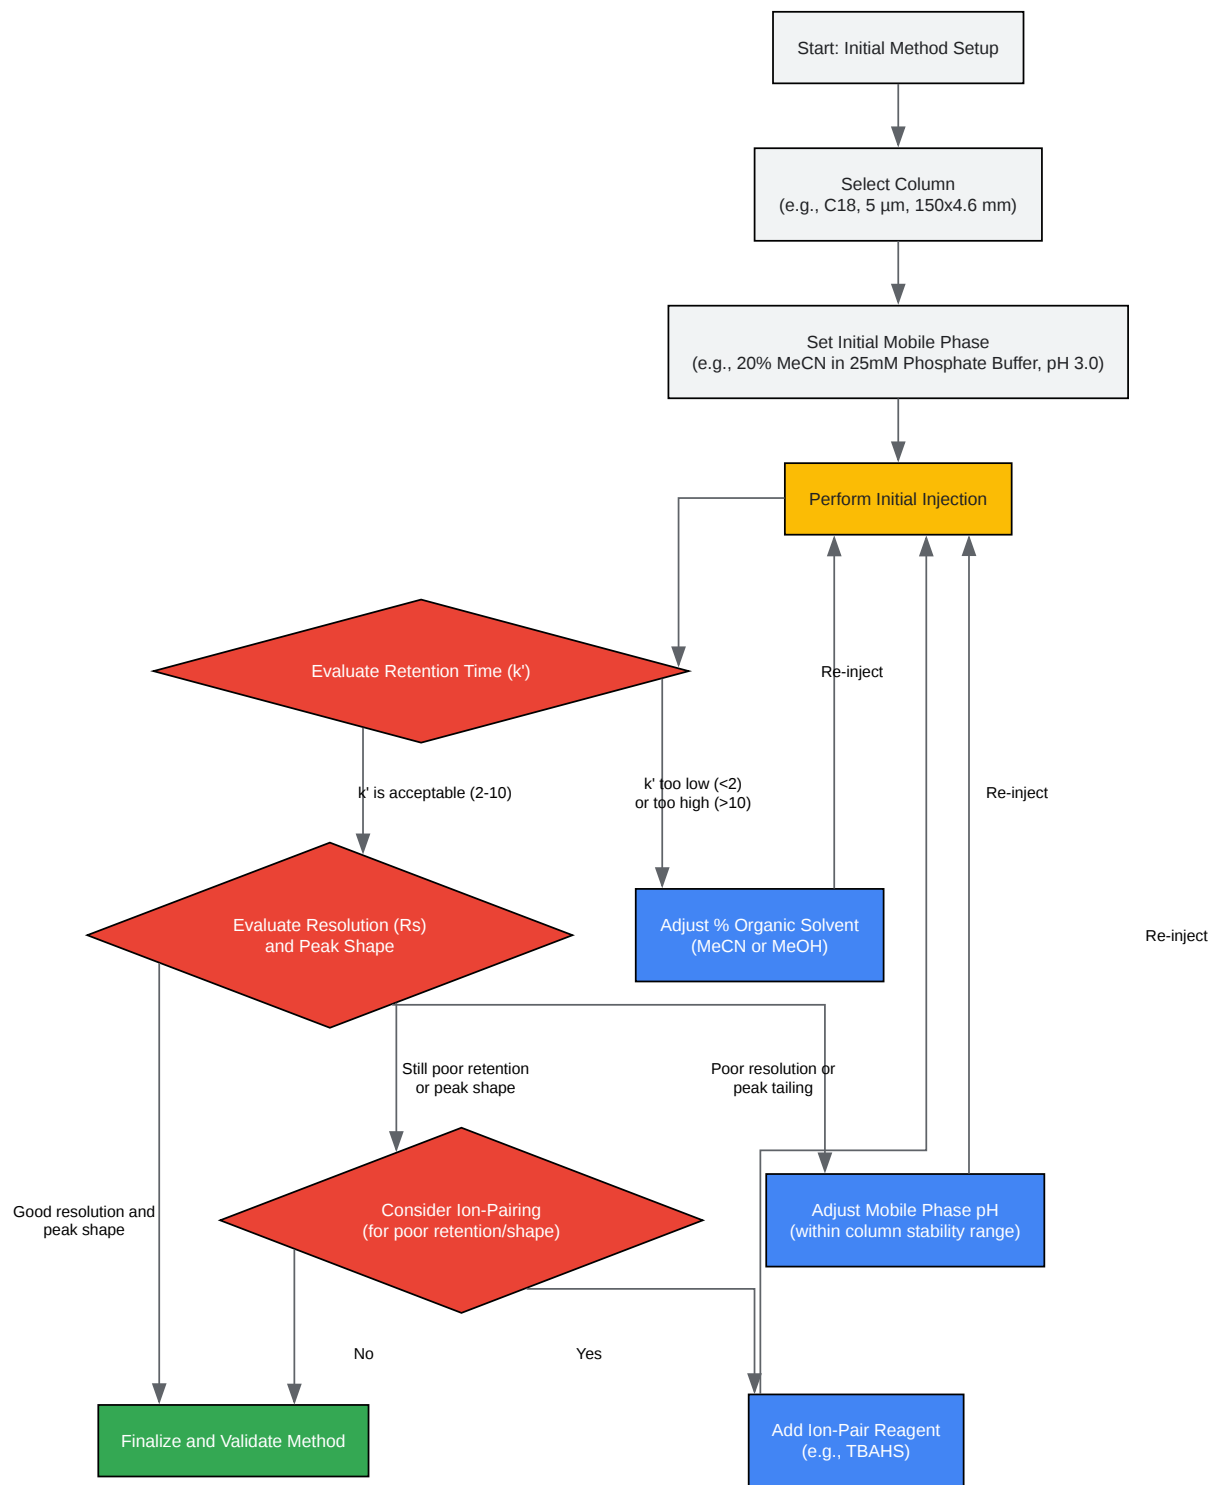 Start: Initial Method Setup
Select Column
(e.g., C18, 5 µm, 150x4.6 mm)
Set Initial Mobile Phase
(e.g., 20% MeCN in 25mM Phosphate Buffer, pH 3.0)
Perform Initial Injection
Evaluate Retention Time (k')
Re-inject
k' is acceptable (2-10)
k' too low (<2)
or too high (>10)
Re-inject
Evaluate Resolution (Rs)
and Peak Shape
Adjust % Organic Solvent
(MeCN or MeOH)
Re-inject
Still poor retention
or peak shape
Poor resolution or
peak tailing
Good resolution and
peak shape
Consider Ion-Pairing
(for poor retention/shape)
Adjust Mobile Phase pH
(within column stability range)
No
Yes
Finalize and Validate Method
Add Ion-Pair Reagent
(e.g., TBAHS)